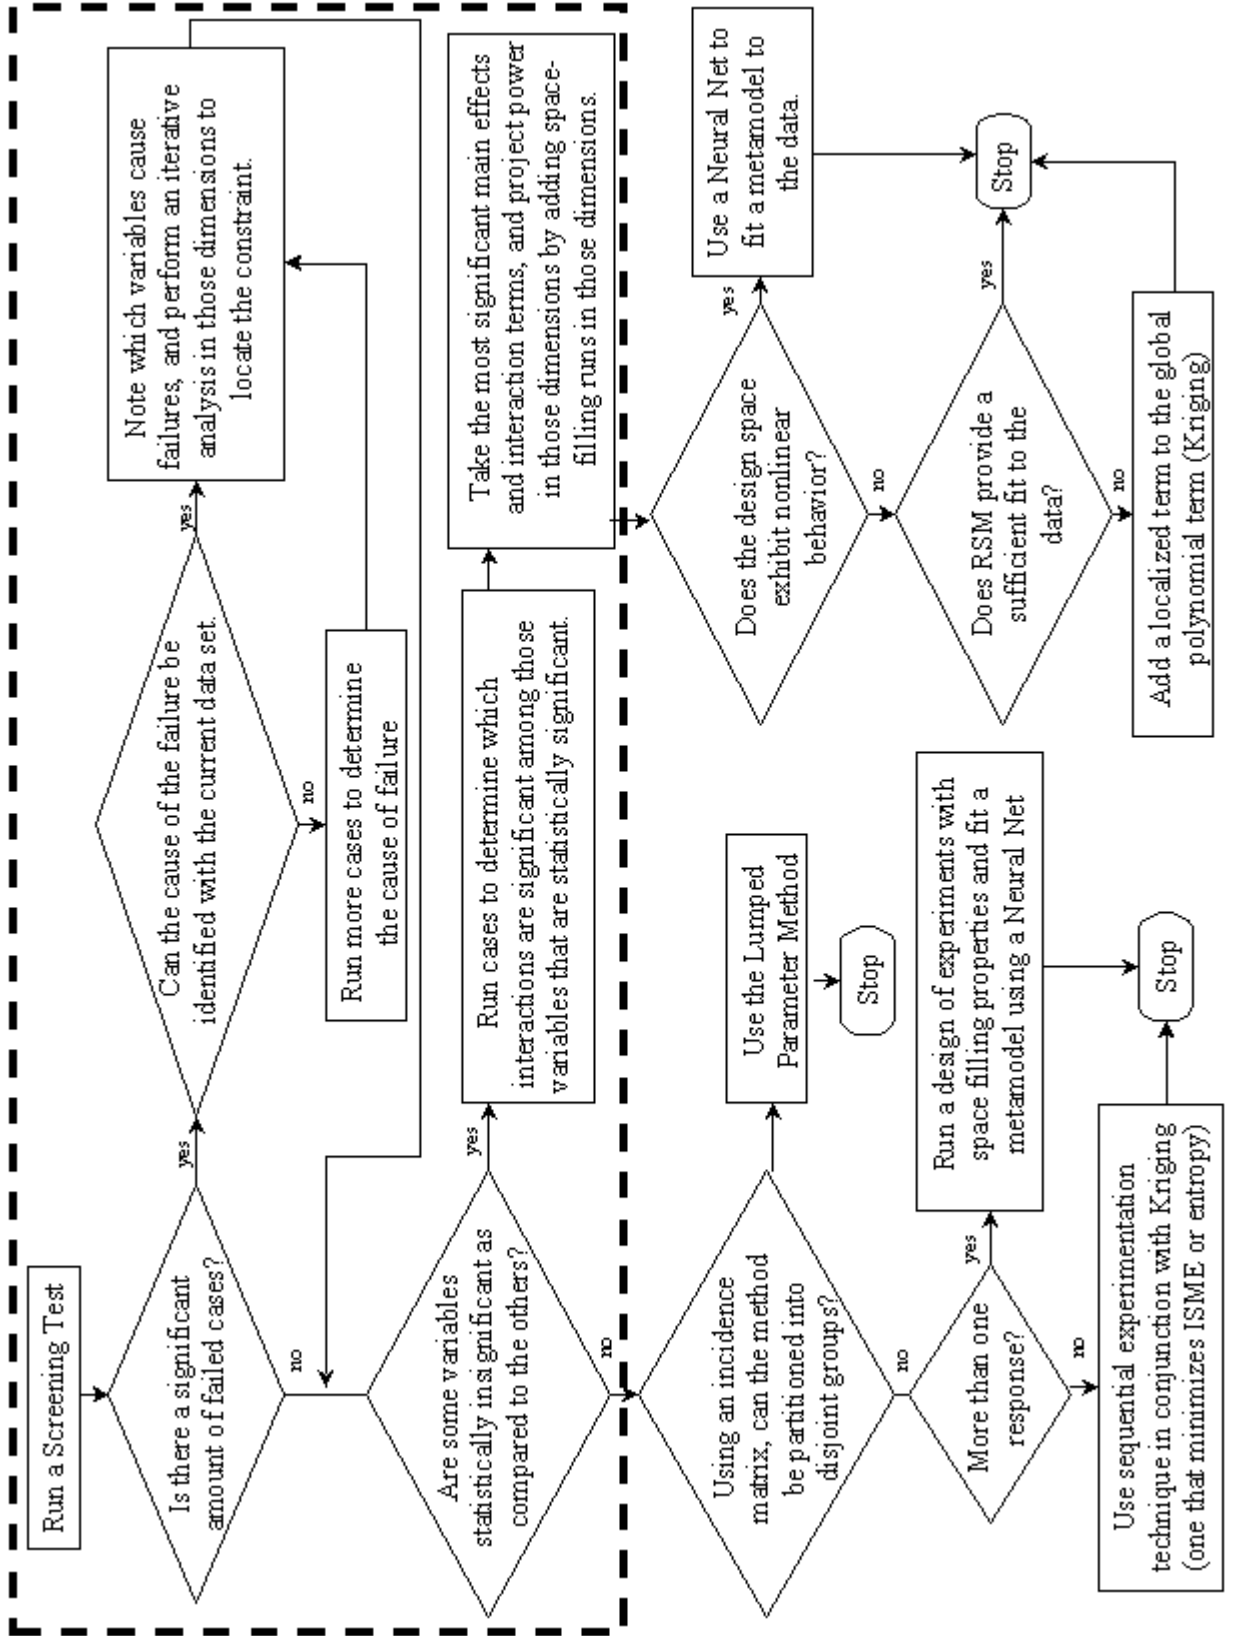 Run a Screening Test
Is there a significant
amount of failed cases?
yes
no
Can the cause of the failure be
identified with the current data set.
yes
no
Note which variables cause
failures, and perform an iterative
analysis in those dimensions to
locate the constraint.
Run more cases to determine
the cause of failure
Are some variables
statistically insignificant as
compared to the others?
yes
no
Run cases to determine which
interactions are significant among those
variables that are statistically significant.
Take the most significant main effects
and interaction terms, and project power
in those dimensions by adding space-
filling runs in those dimensions.
Using an incidence
matrix, can the method
be partitioned into
disjoint groups?
no
Use the Lumped
Parameter Method
Stop
More than one
response?
yes
no
Run a design of experiments with
space filling properties and fit a
metamodel using a Neural Net
Use sequential experimentation
technique in conjunction with Kriging
(one that minimizes ISME or entropy)
Stop
Does the design space
exhibit nonlinear
behavior?
yes
no
Use a Neural Net to
fit a metamodel to
the data.
Does RSM provide a
sufficient fit to the
data?
yes
no
Stop
Add a localized term to the global
polynomial term (Kriging)